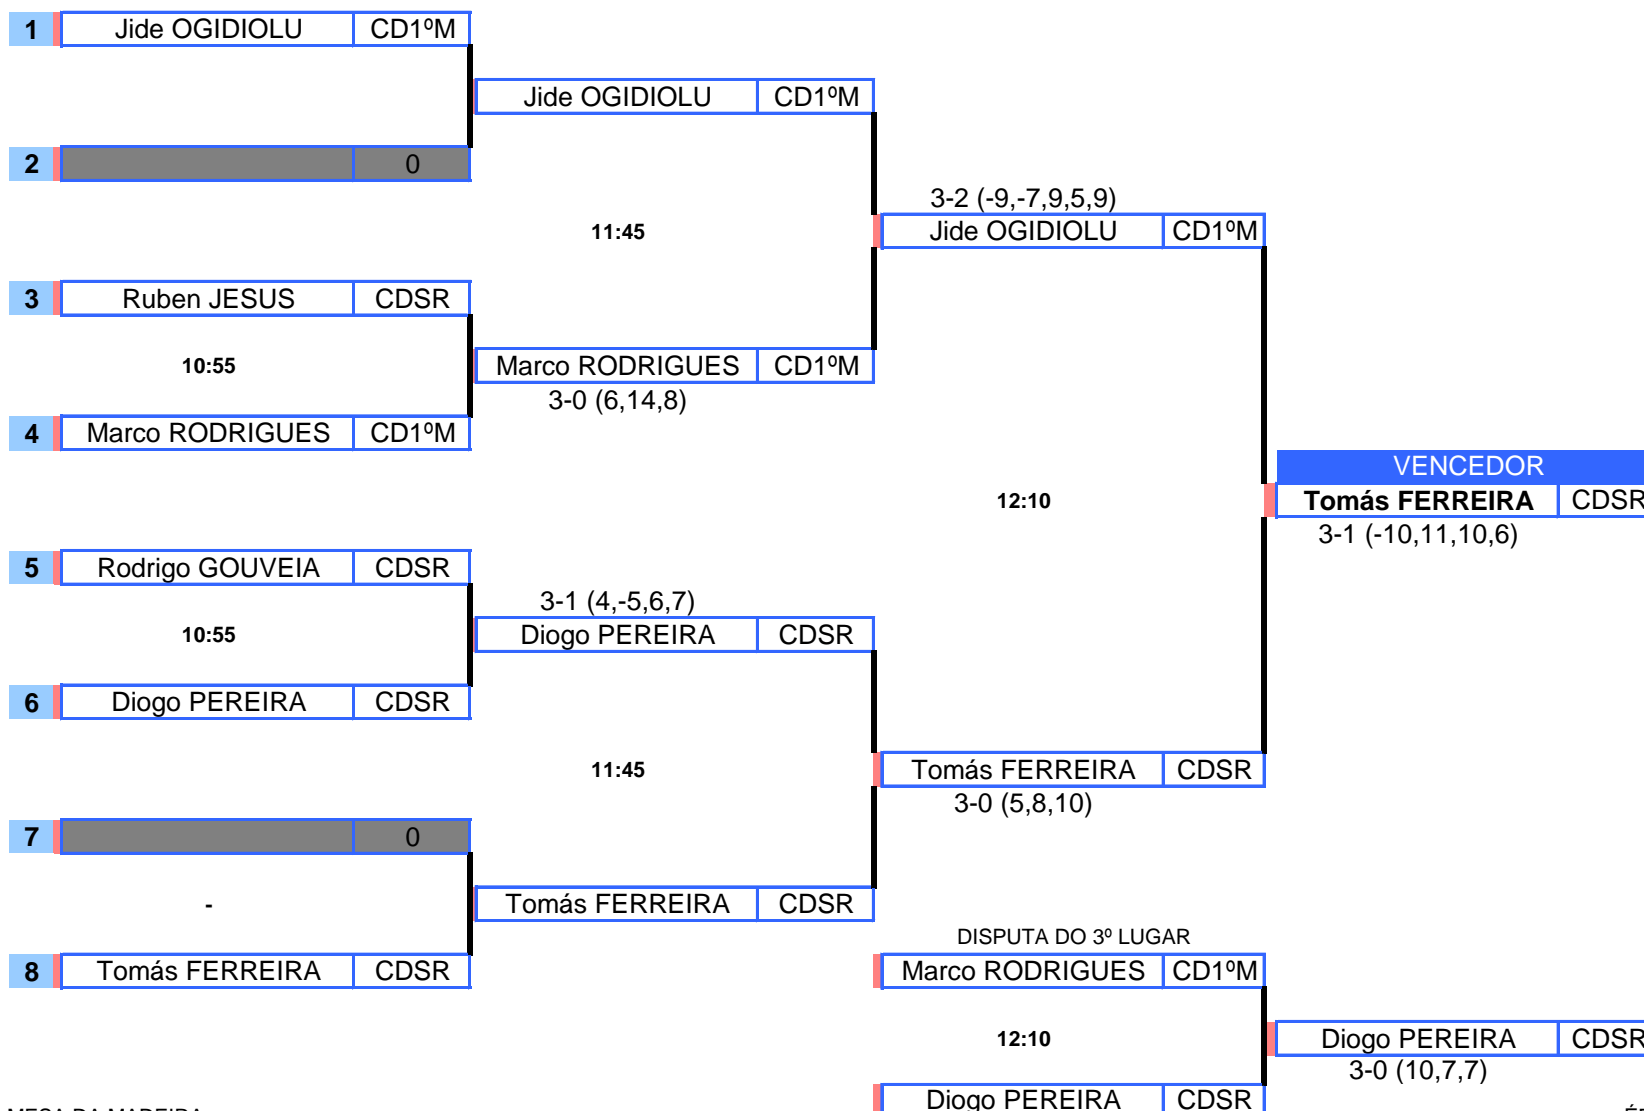 1 Jide OGIDIOLU CD1ºM
Jide OGIDIOLU CD1ºM
2 0
3-2 (-9,-7,9,5,9)
11:45
Jide OGIDIOLU CD1ºM
3 Ruben JESUS CDSR
10:55
Marco RODRIGUES CD1ºM
3-0 (6,14,8)
4 Marco RODRIGUES CD1ºM
VENCEDOR
12:10
Tomás FERREIRA CDSR
3-1 (-10,11,10,6)
5 Rodrigo GOUVEIA CDSR
3-1 (4,-5,6,7)
10:55
Diogo PEREIRA CDSR
6 Diogo PEREIRA CDSR
11:45
Tomás FERREIRA CDSR
3-0 (5,8,10)
7 0
-
Tomás FERREIRA CDSR
DISPUTA DO 3º LUGAR
8 Tomás FERREIRA CDSR
Marco RODRIGUES CD1ºM
12:10
Diogo PEREIRA CDSR
3-0 (10,7,7)
Diogo PEREIRA CDSR
MESA DA MADEIRA